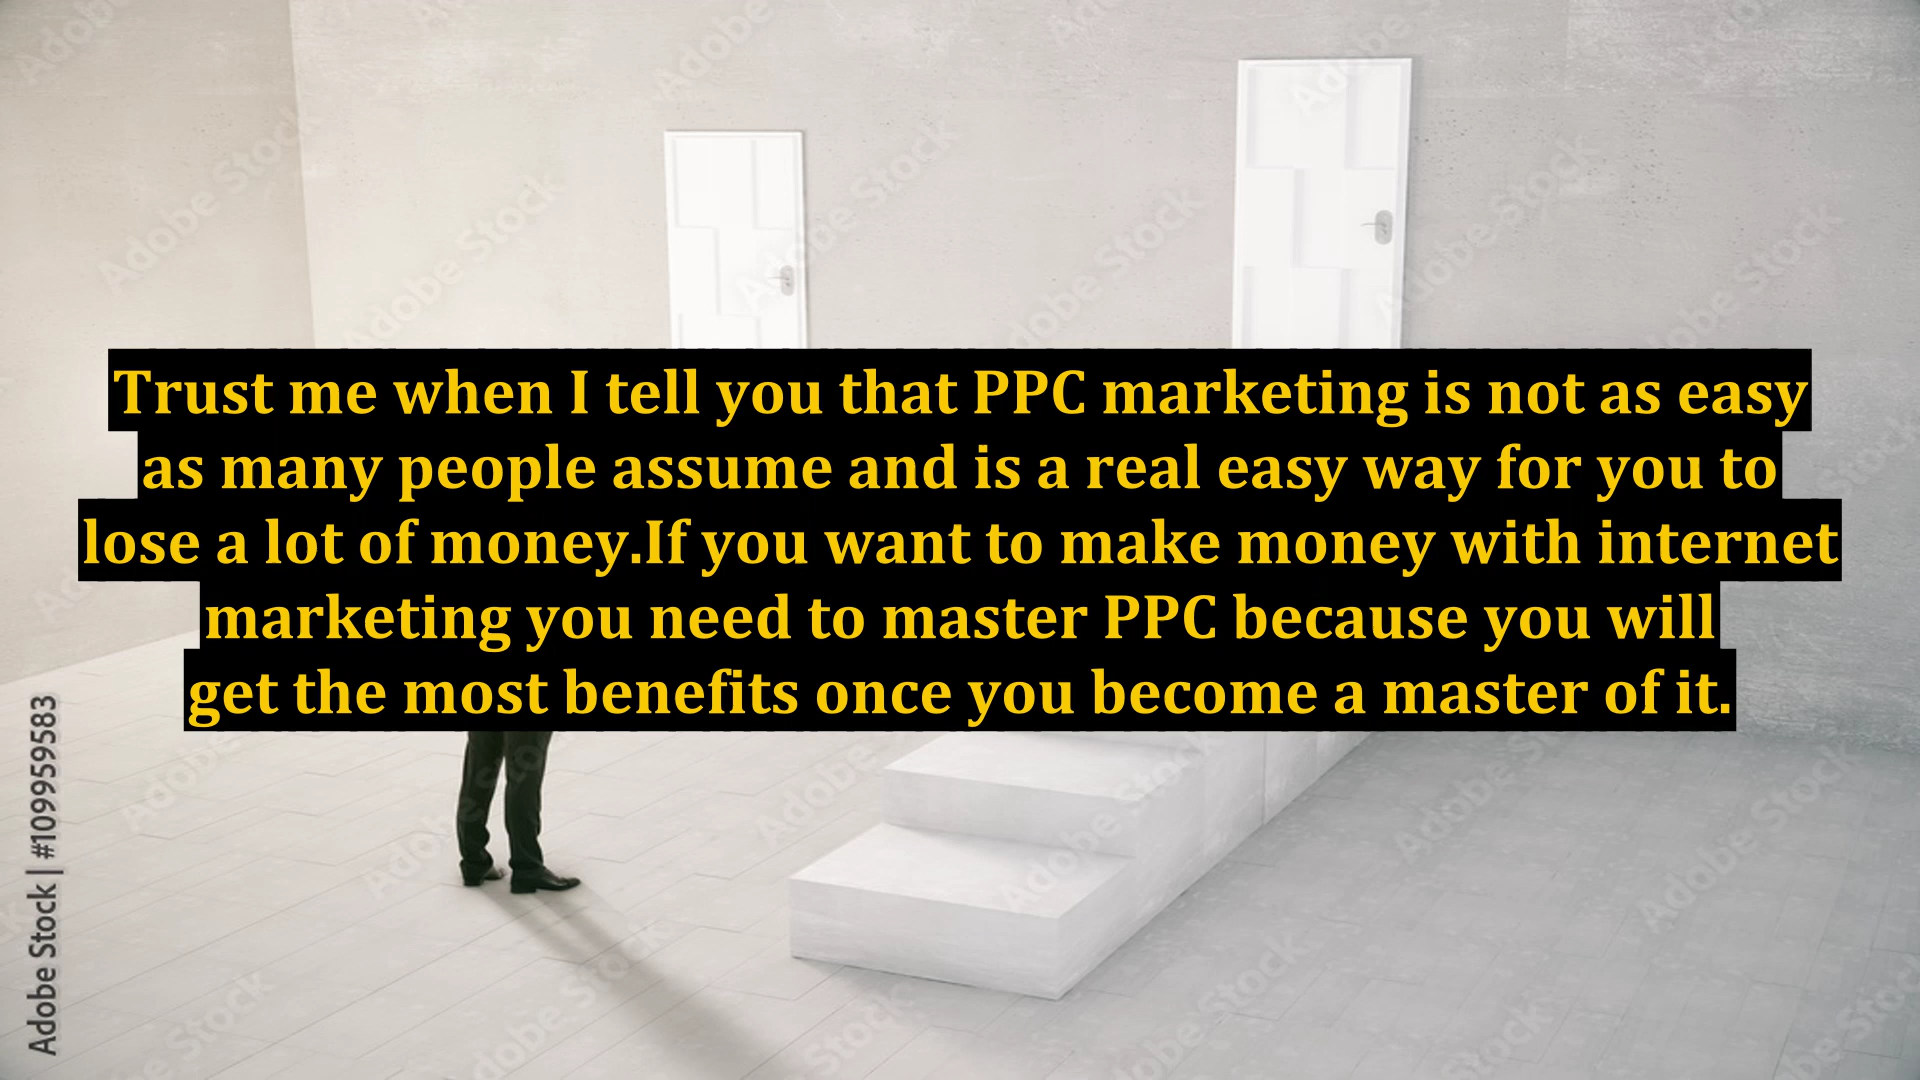 Trust me when I tell you that PPC marketing is not as easy
as many people assume and is a real easy way for you to
lose a lot of money.If you want to make money with internet
marketing you need to master PPC because you will
get the most benefits once you become a master of it.
Adobe Stock | #109959583
Adobe Stock